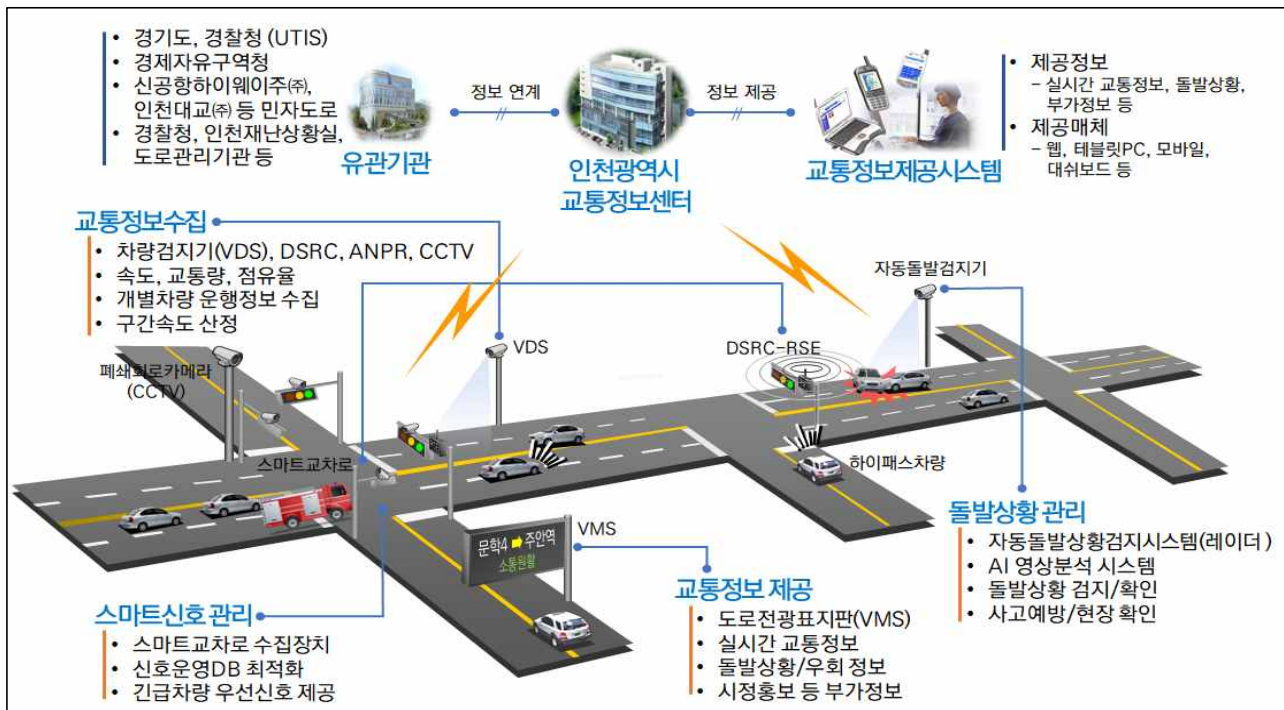 • 경기도, 경찰청 (UTIS)
• 경제자유구역청
• 신공항하이웨이주㈜,
인천대교㈜ 등 민자도로
• 경찰청, 인천재난상황실,
도로관리기관 등
유관기관
정보 연계
인천광역시
교통정보센터
정보 제공
교통정보제공시스템
• 제공정보
- 실시간 교통정보, 돌발상황,
부가정보 등
• 제공매체
- 웹, 테블릿PC, 모바일,
대쉬보드 등
교통정보수집
• 차량검지기(VDS), DSRC, ANPR, CCTV
• 속도, 교통량, 점유율
• 개별차량 운행정보 수집
• 구간속도 산정
자동돌발검지기
VDS
DSRC-RSE
폐쇄회로카메라
(CCTV)
스마트교차로
하이패스차량
문학4 ➡ 주안역
소통원활
VMS
스마트신호 관리
• 스마트교차로 수집장치
• 신호운영DB 최적화
• 긴급차량 우선신호 제공
교통정보 제공
• 도로전광표지판(VMS)
• 실시간 교통정보
• 돌발상황/우회 정보
• 시정홍보 등 부가정보
돌발상황 관리
• 자동돌발상황검지시스템(레이더 )
• AI 영상분석 시스템
• 돌발상황 검지/확인
• 사고예방/현장 확인